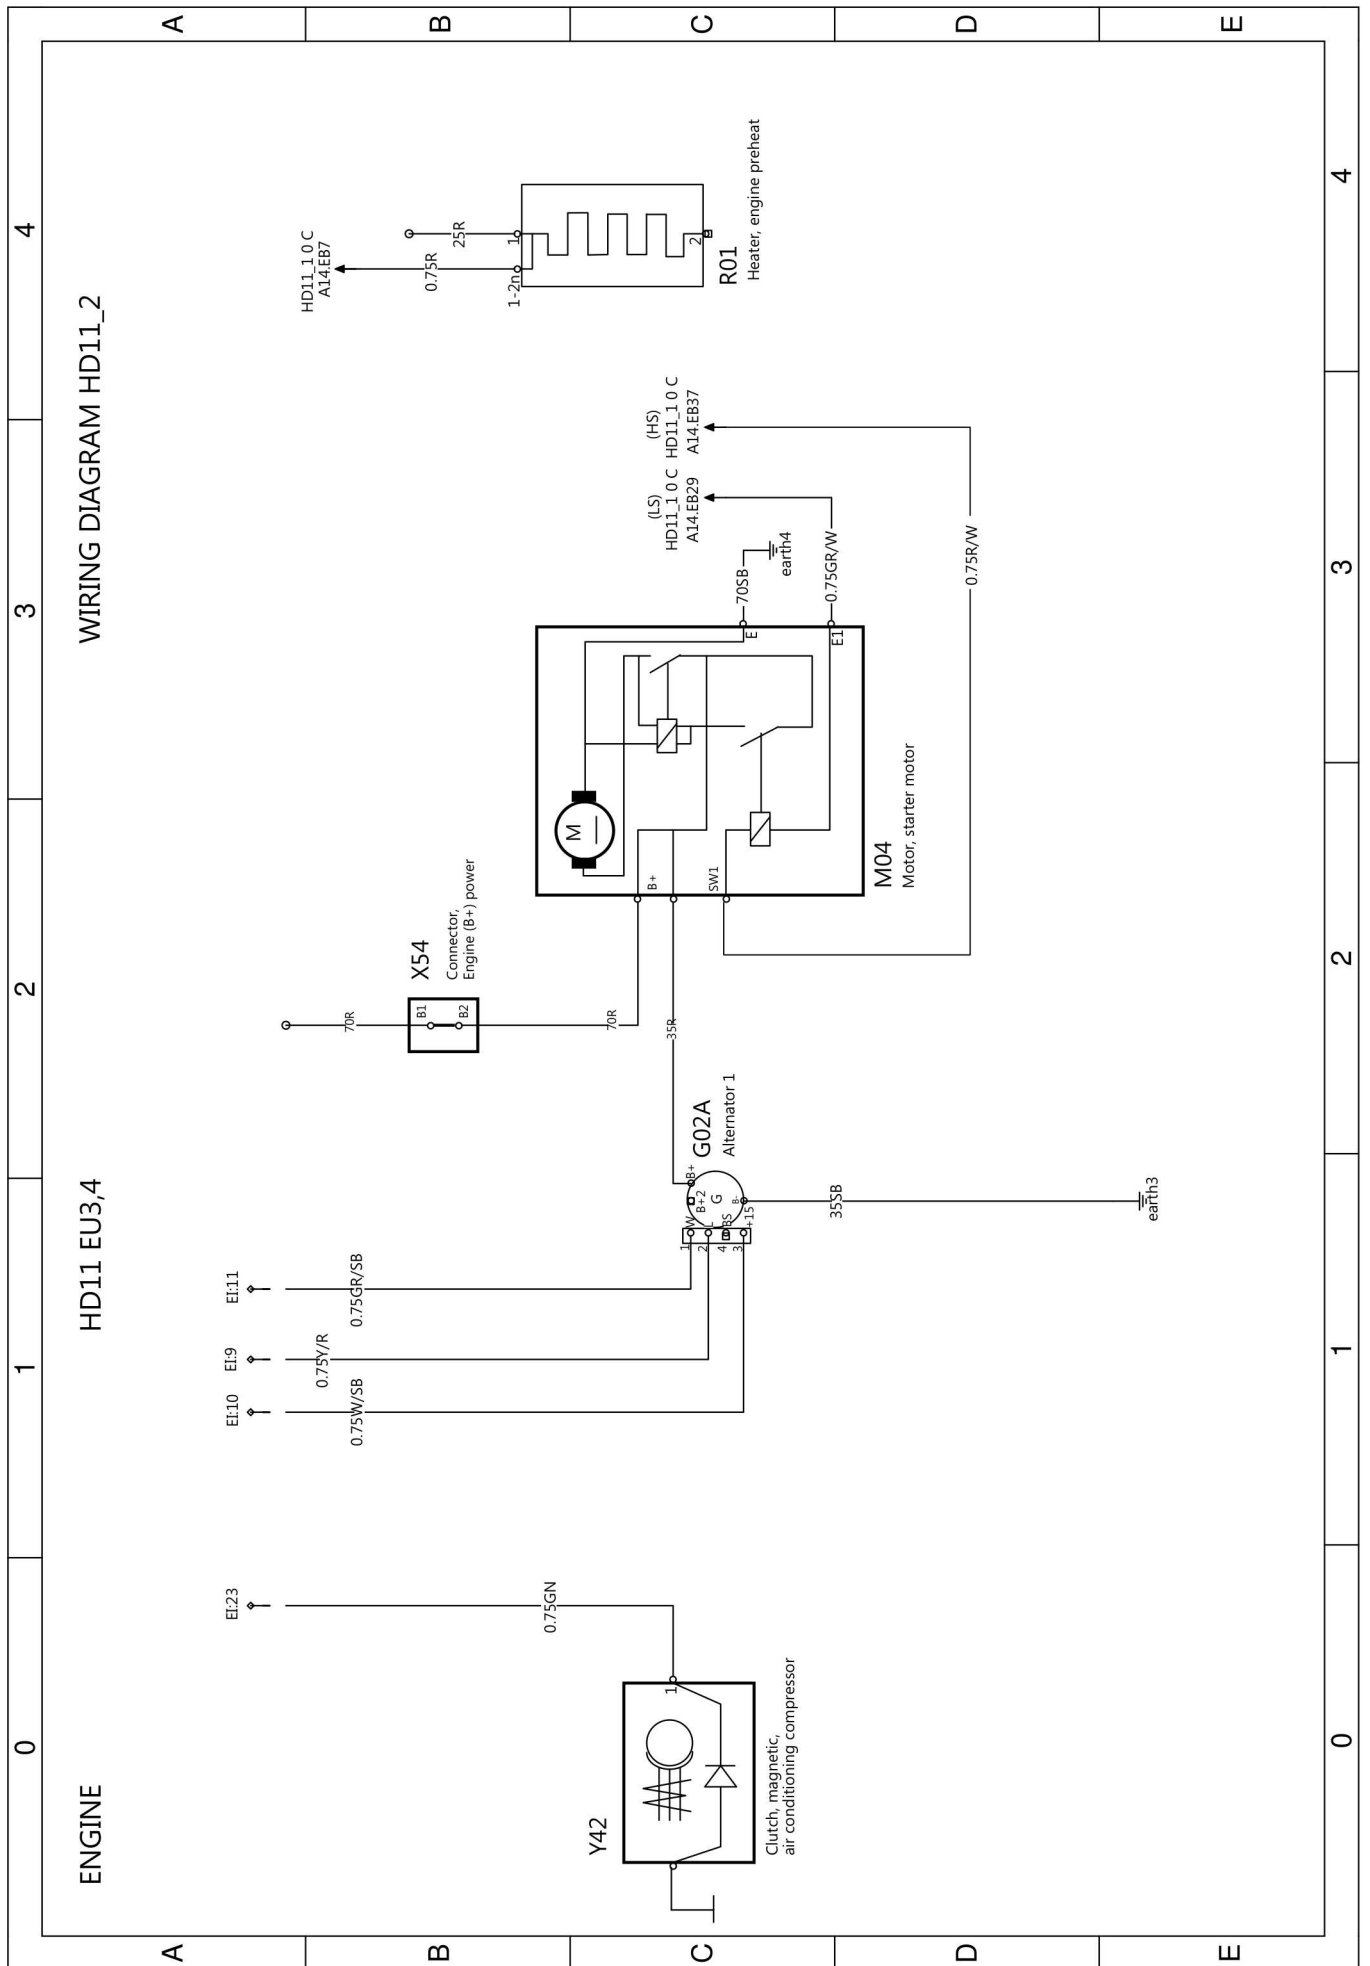 0
1
2
3
4
A
B
C
D
E
ENGINE
HD11 EU3,4
WIRING DIAGRAM HD11_2
EI:23
0.75GN
Y42
1
Clutch, magnetic,
air conditioning compressor
EI:10
EI:9
EI:11
0.75W/SB
0.75Y/R
0.75GR/SB
1
2
4
3
W
L
BS
+15
B+2
G
B-
B+
G02A
Alternator 1
35SB
earth3
70R
X54
Connector,
Engine (B+) power
B1
B2
70R
35R
B+
SW1
M
E
E1
M04
Motor, starter motor
70SB
earth4
0.75GR/W
0.75R/W
(LS)
HD11_1 0 C
A14.EB29
(HS)
HD11_1 0 C
A14.EB37
HD11_1 0 C
A14.EB7
0.75R
25R
1-2n
1
2
R01
Heater, engine preheat
A
B
C
D
E
0
1
2
3
4